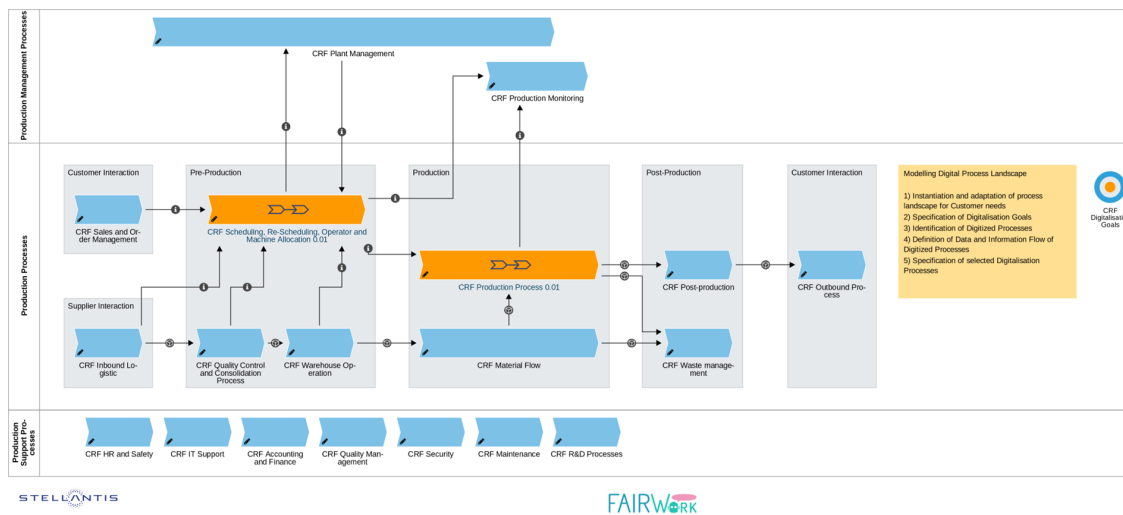 Production Management Processes
CRF Plant Management
CRF Production Monitoring
Production Processes
Customer Interaction
Pre-Production
Production
Post-Production
Customer Interaction
CRF Sales and Or-
der Management
CRF Scheduling, Re-Scheduling, Operator and
Machine Allocation 0.01
CRF Production Process 0.01
CRF Post-production
CRF Outbound Pro-
cess
Supplier Interaction
CRF Inbound Lo-
gistic
CRF Quality Control
and Consolidation
Process
CRF Warehouse Op-
eration
CRF Material Flow
CRF Waste manage-
ment
Modelling Digital Process Landscape
1) Instantiation and adaptation of process
landscape for Customer needs
2) Specification of Digitalisation Goals
3) Identification of Digitized Processes
4) Definition of Data and Information Flow of
Digitized Processes
5) Specification of selected Digitalisation
Processes
CRF
Goals
Production
Support Pro-
cesses
CRF HR and Safety
CRF IT Support
CRF Accounting
and Finance
CRF Quality Man-
agement
CRF Security
CRF Maintenance
CRF R&D Processes
STELLANTIS
FAIRWORK